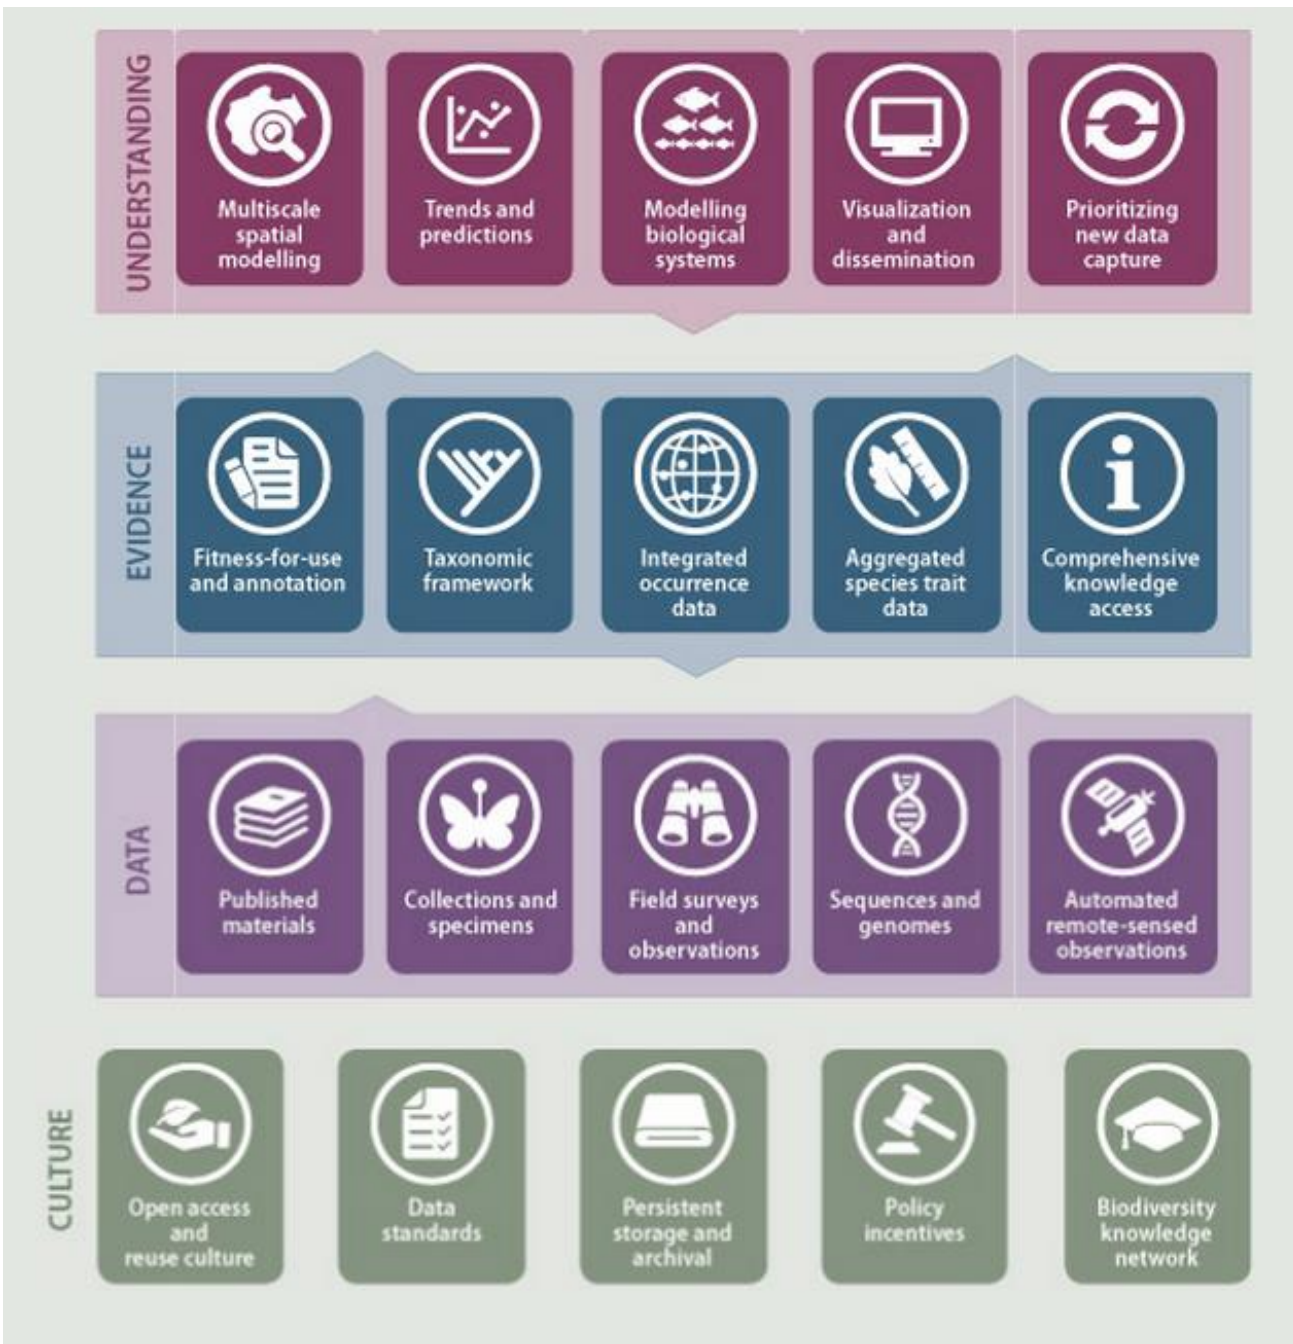 UNDERSTANDING
Multiscale
spatial
modelling
Trends and
predictions
Modelling
biological
systems
Visualization
and
dissemination
Prioritizing
new data
capture
EVIDENCE
Fitness-for-use
and annotation
Taxonomic
framework
Integrated
occurrence
data
Aggregated
species trait
data
Comprehensive
knowledge
access
DATA
Published
materials
Collections and
specimens
Field surveys
and
observations
Sequences and
genomes
Automated
remote-sensed
observations
CULTURE
Open access
and
reuse culture
Data
standards
Persistent
storage and
archival
Policy
incentives
Biodiversity
knowledge
network